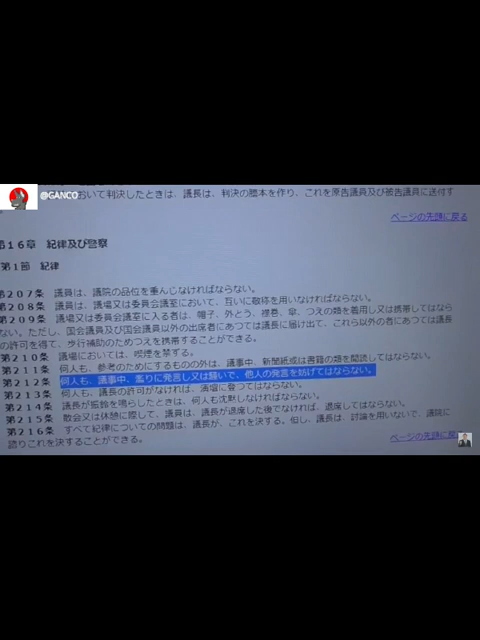 @GANCO
おいて判決したときは、議長は、判決の謄本を作り、これを原告議員及び被告議員に送付す
ページの先頭に戻る
第16章 紀律及び警察
第1節 紀律
第207条 議員は、議院の品位を重んじなければならない。
第208条 議員は、議場又は委員会議室において、互いに敬称を用いなければならない。
第209条 議場又は委員会議室に入る者は、帽子、外とう、襟巻、傘、つえの類を着用し又は携帯してはなら
ない。ただし、国会議員及び国会議員以外の出席者にあつては議長に届け出て、これら以外の者にあつては議長
の許可を得て、歩行補助のためつえを携帯することができる。
第210条 議場においては、喫煙を禁ずる。
第211条 何人も、参考のためにするものの外は、議事中、新聞紙或は書籍の類を閲読してはならない。
第212条 何人も、議事中、濫りに発言し又は騒いで、他人の発言を妨げてはならない。
第213条 何人も、議長の許可がなければ、演壇に登つてはならない。
第214条 議長が振鈴を鳴らしたときは、何人も沈黙しなければならない。
第215条 散会又は休憩に際して、議員は、議長が退席した後でなければ、退席してはならない。
第216条 すべて紀律についての問題は、議長が、これを決する。但し、議長は、討論を用いないで、議院に
諮りこれを決することができる。
ページの先頭に戻